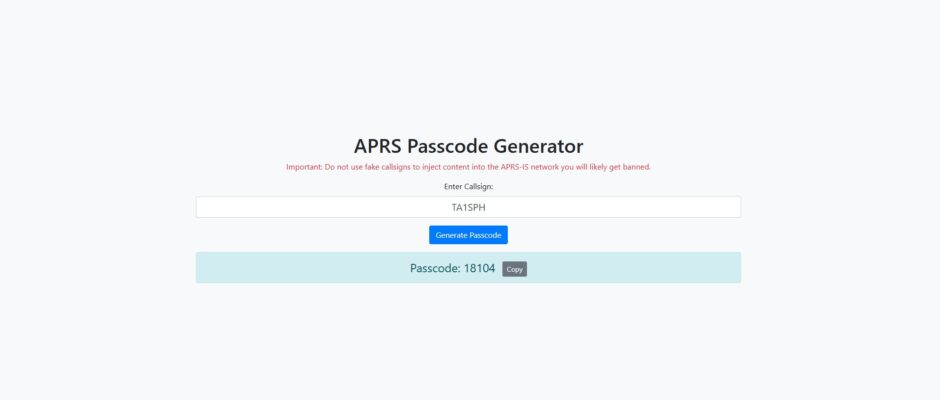 APRS Passcode Generator
Important: Do not use fake callsigns to inject content into the APRS-IS network you will likely get banned.
Enter Callsign:
TA1SPH
Generate Passcode
Passcode: 18104 Copy